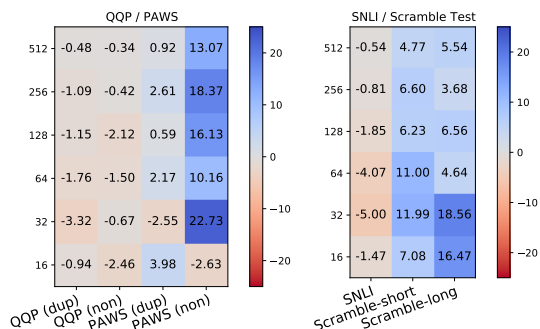 QQP / PAWS
512 -0.48 -0.34 0.92 13.07
256 -1.09 -0.42 2.61 18.37
128 -1.15 -2.12 0.59 16.13
64 -1.76 -1.50 2.17 10.16
32 -3.32 -0.67 -2.55 22.73
16 -0.94 -2.46 3.98 -2.63
QQP (dup) QQP (non) PAWS (dup) PAWS (non)
20
10
0
−10
−20
SNLI / Scramble Test
512 -0.54 4.77 5.54
256 -0.81 6.60 3.68
128 -1.85 6.23 6.56
64 -4.07 11.00 4.64
32 -5.00 11.99 18.56
16 -1.47 7.08 16.47
SNLI Scramble-short Scramble-long
20
10
0
−10
−20